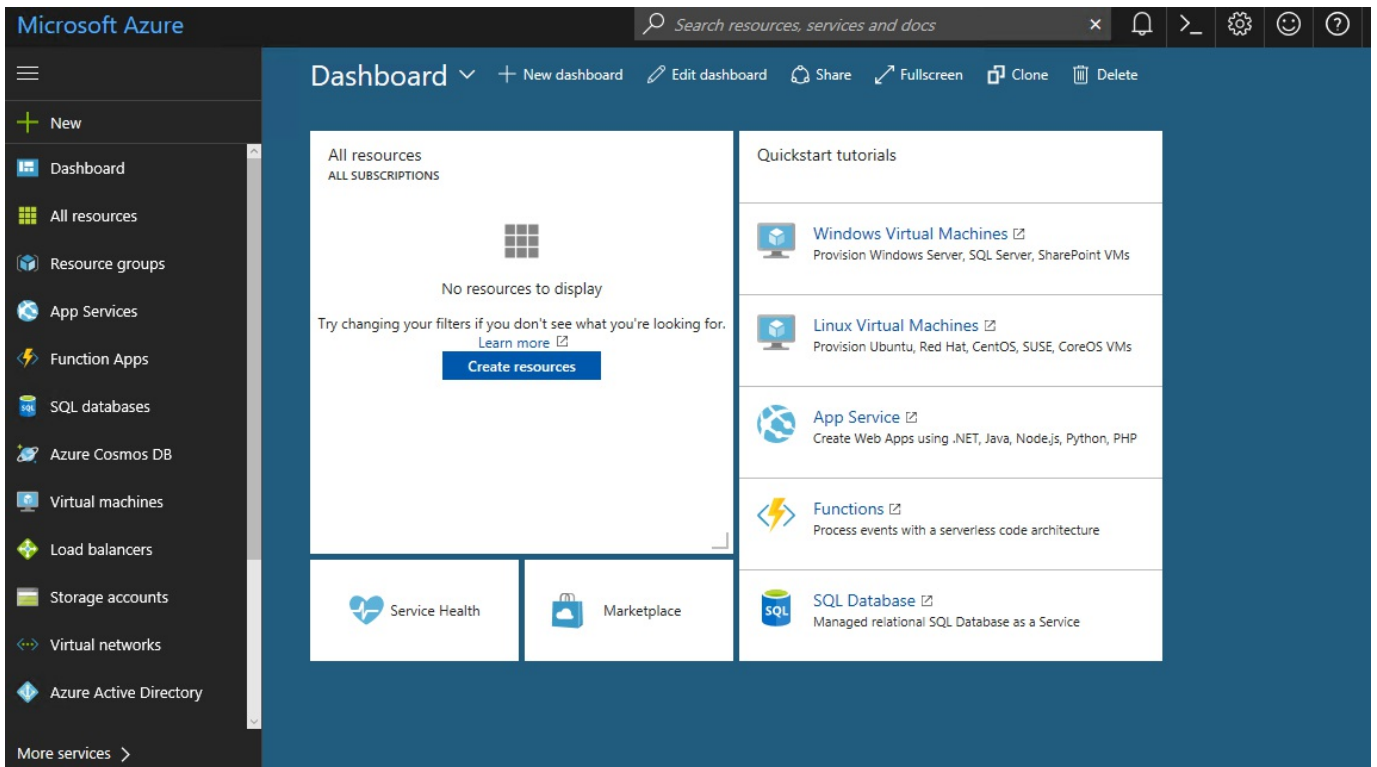 Microsoft Azure
Search resources, services and docs
Dashboard
New dashboard
Edit dashboard
Share
Fullscreen
Clone
Delete
New
Dashboard
All resources
Resource groups
App Services
Function Apps
SQL databases
Azure Cosmos DB
Virtual machines
Load balancers
Storage accounts
Virtual networks
Azure Active Directory
More services
All resources
ALL SUBSCRIPTIONS
No resources to display
Try changing your filters if you don't see what you're looking for.
Learn more
Create resources
Service Health
Marketplace
Quickstart tutorials
Windows Virtual Machines
Provision Windows Server, SQL Server, SharePoint VMs
Linux Virtual Machines
Provision Ubuntu, Red Hat, CentOS, SUSE, CoreOS VMs
App Service
Create Web Apps using .NET, Java, Node.js, Python, PHP
Functions
Process events with a serverless code architecture
SQL
SQL Database
Managed relational SQL Database as a Service